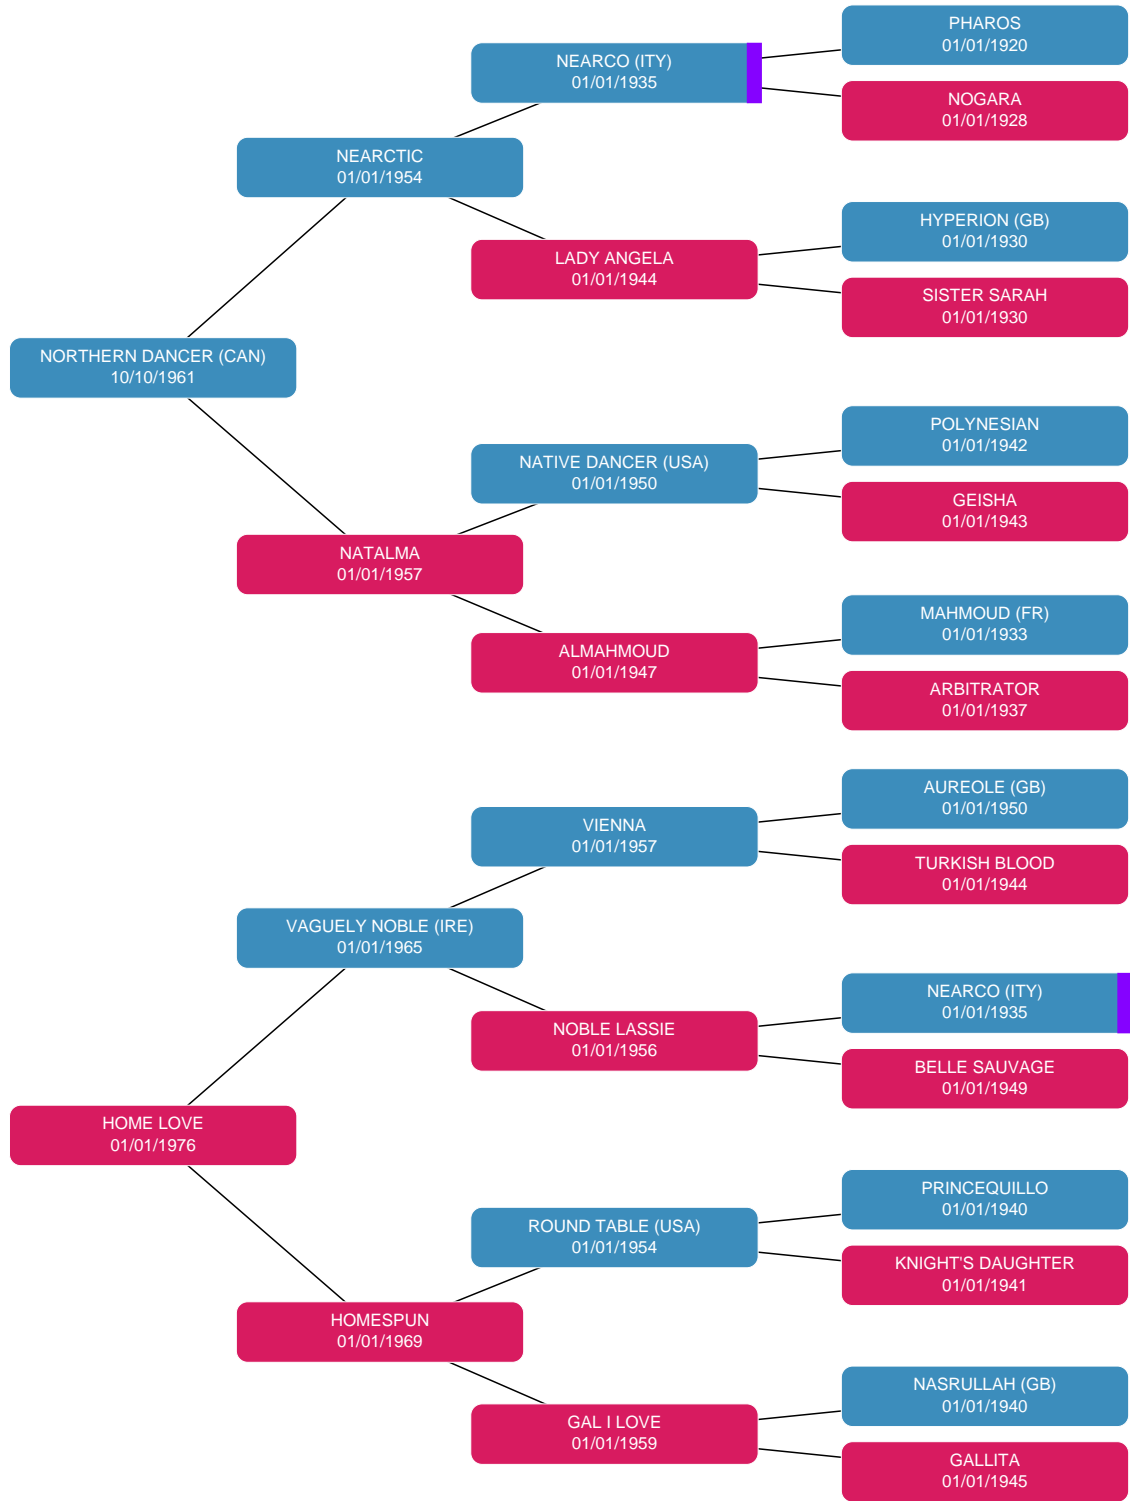 PHAROS
01/01/1920
NEARCO (ITY)
01/01/1935
NOGARA
01/01/1928
NEARCTIC
01/01/1954
HYPERION (GB)
01/01/1930
LADY ANGELA
01/01/1944
SISTER SARAH
01/01/1930
NORTHERN DANCER (CAN)
10/10/1961
POLYNESIAN
01/01/1942
NATIVE DANCER (USA)
01/01/1950
GEISHA
01/01/1943
NATALMA
01/01/1957
MAHMOUD (FR)
01/01/1933
ALMAHMOUD
01/01/1947
ARBITRATOR
01/01/1937
AUREOLE (GB)
01/01/1950
VIENNA
01/01/1957
TURKISH BLOOD
01/01/1944
VAGUELY NOBLE (IRE)
01/01/1965
NEARCO (ITY)
01/01/1935
NOBLE LASSIE
01/01/1956
BELLE SAUVAGE
01/01/1949
HOME LOVE
01/01/1976
PRINCEQUILLO
01/01/1940
ROUND TABLE (USA)
01/01/1954
KNIGHT'S DAUGHTER
01/01/1941
HOMESPUN
01/01/1969
NASRULLAH (GB)
01/01/1940
GAL I LOVE
01/01/1959
GALLITA
01/01/1945